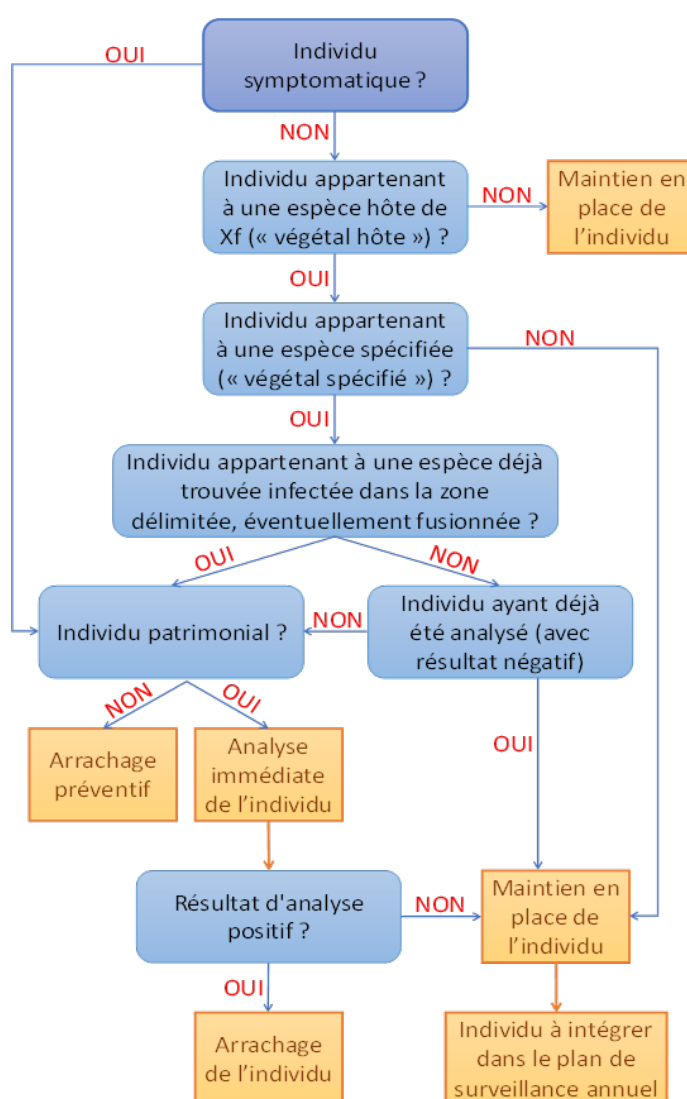 Individu
symptomatique ?
OUI
NON
Individu appartenant
à une espèce hôte de
Xf (« végétal hôte ») ?
NON
Maintien en
place de
l’individu
OUI
Individu appartenant
à une espèce spécifiée
(« végétal spécifié ») ?
NON
OUI
Individu appartenant à une espèce déjà
trouvée infectée dans la zone
délimitée, éventuellement fusionnée ?
OUI
NON
Individu patrimonial ?
NON
Individu ayant déjà
été analysé (avec
résultat négatif)
NON
OUI
OUI
Arrachage
préventif
Analyse
immédiate
de l’individu
Résultat d'analyse
positif ?
NON
Maintien en
place de
l’individu
OUI
Arrachage
de l’individu
Individu à intégrer
dans le plan de
surveillance annuel